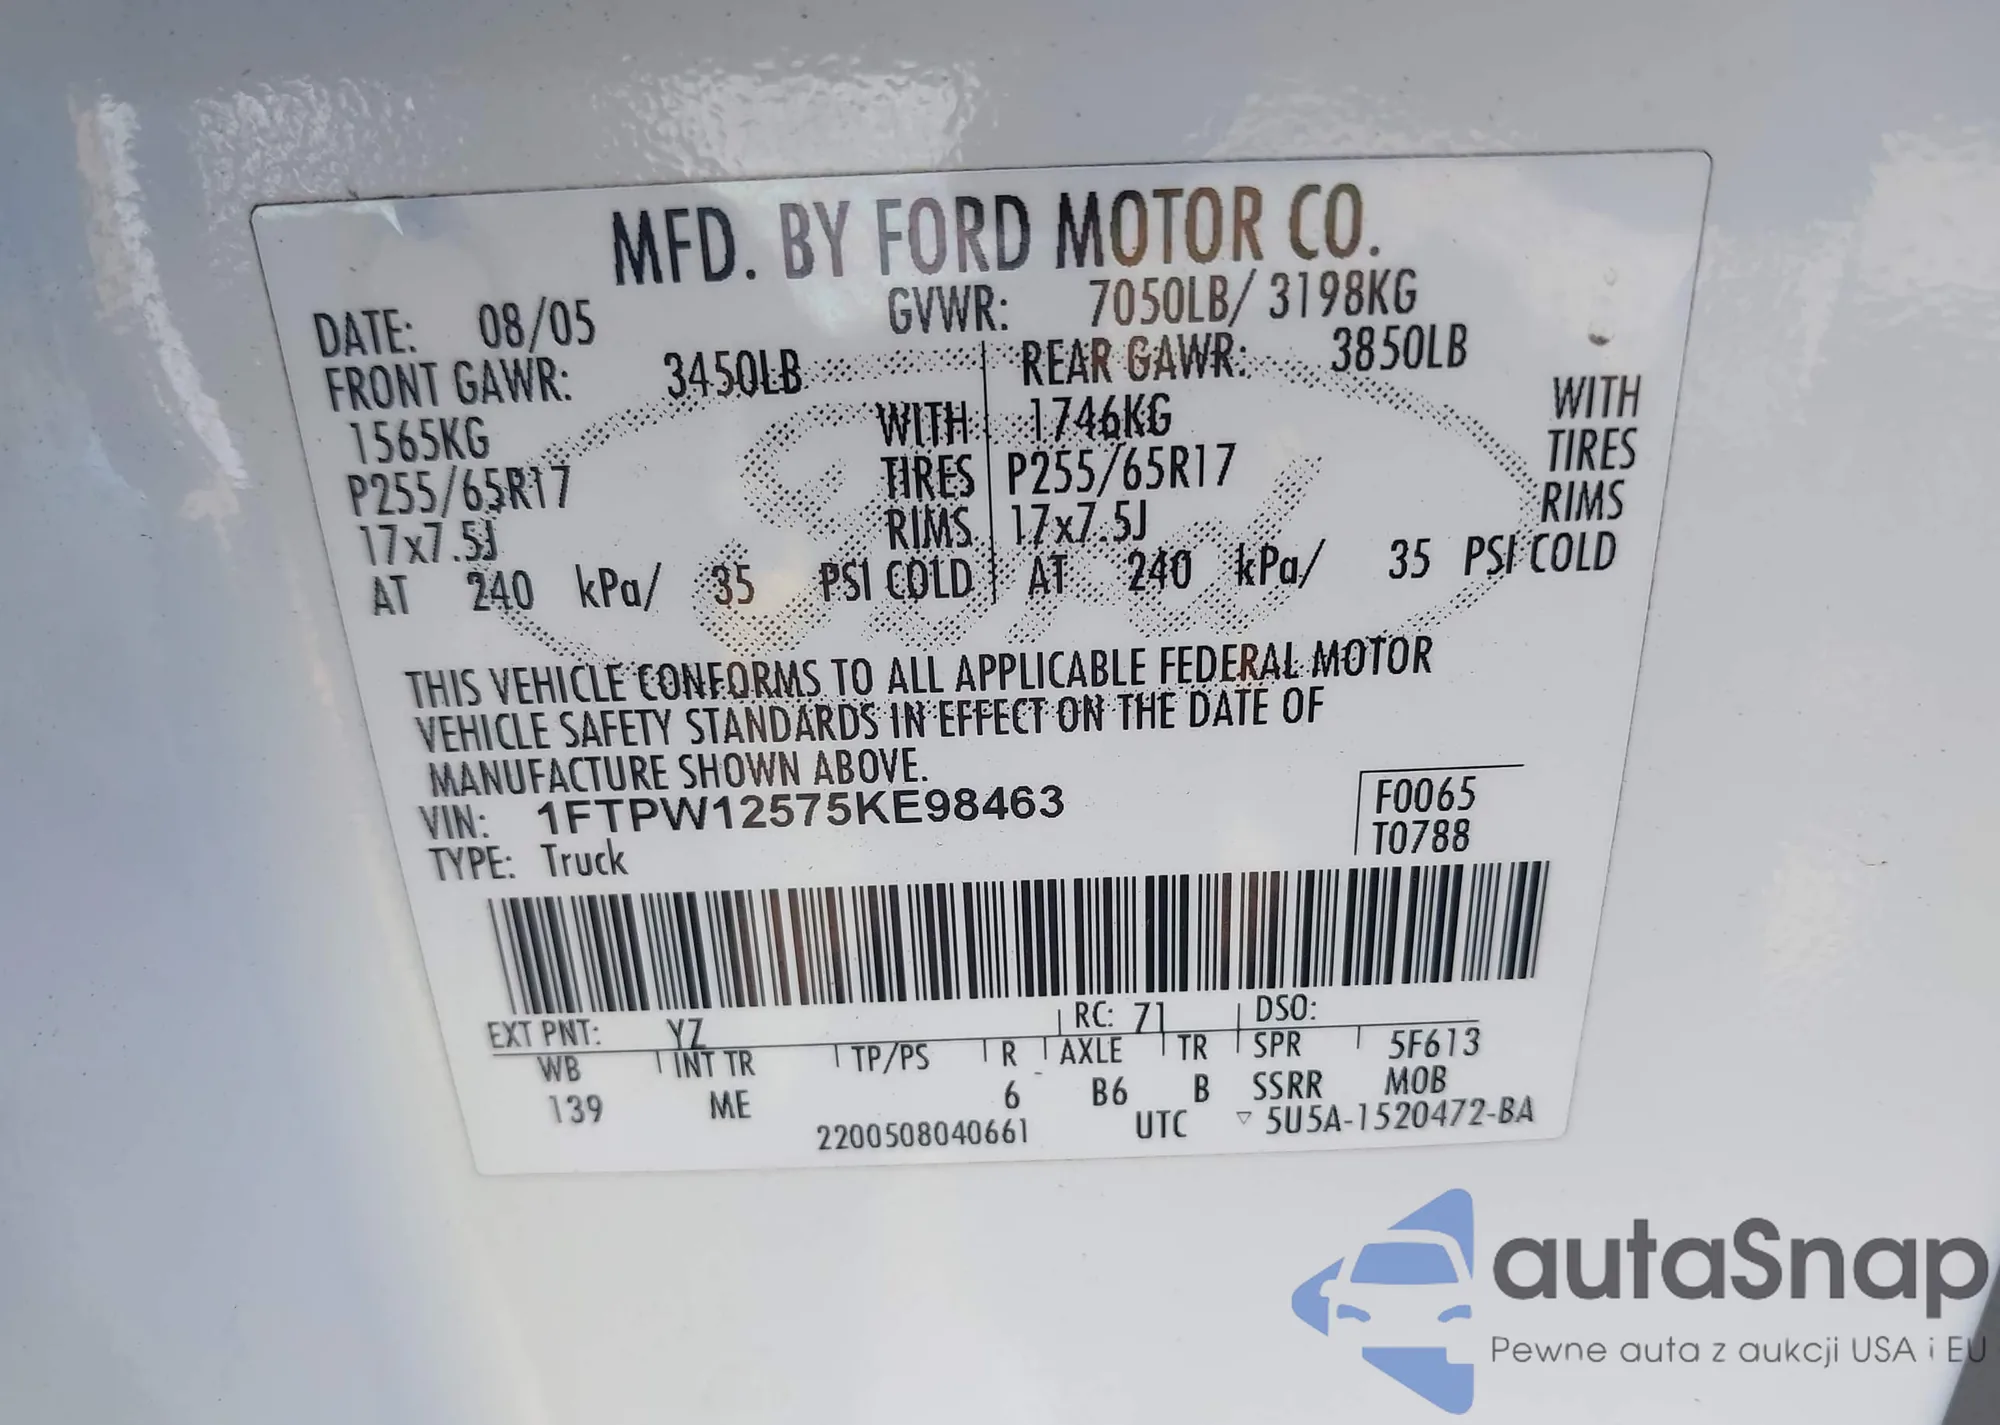 MFD. BY FORD MOTOR CO.
DATE: 08/05 GVWR: 7050LB/ 3198KG
FRONT GAWR: 3450LB REAR GAWR: 3850LB
1565KG WITH 1746KG WITH
P255/65R17 TIRES P255/65R17 TIRES
17x7.5J RIMS 17x7.5J RIMS
AT 240 kPa/ 35 PSI COLD AT 240 kPa/ 35 PSI COLD
THIS VEHICLE CONFORMS TO ALL APPLICABLE FEDERAL MOTOR
VEHICLE SAFETY STANDARDS IN EFFECT ON THE DATE OF
MANUFACTURE SHOWN ABOVE.
VIN: 1FTPW12575KE98463 F0065
TYPE: Truck T0788
EXT PNT: YZ RC: 71 DSO:
WB INT TR TP/PS R AXLE TR SPR 5F613
139 ME 6 B6 B SSRR MOB
2200508040661 UTC ▽ 5U5A-1520472-BA
autaSnap
Pewne auta z aukcji USA i EU